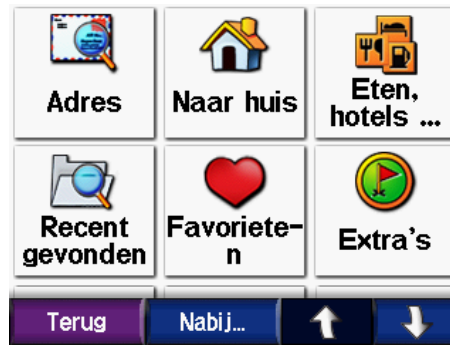 Adres
Naar huis
Eten,
hotels ...
Recent
gevonden
Favoriete-
n
Extra's
Terug
Nabij...